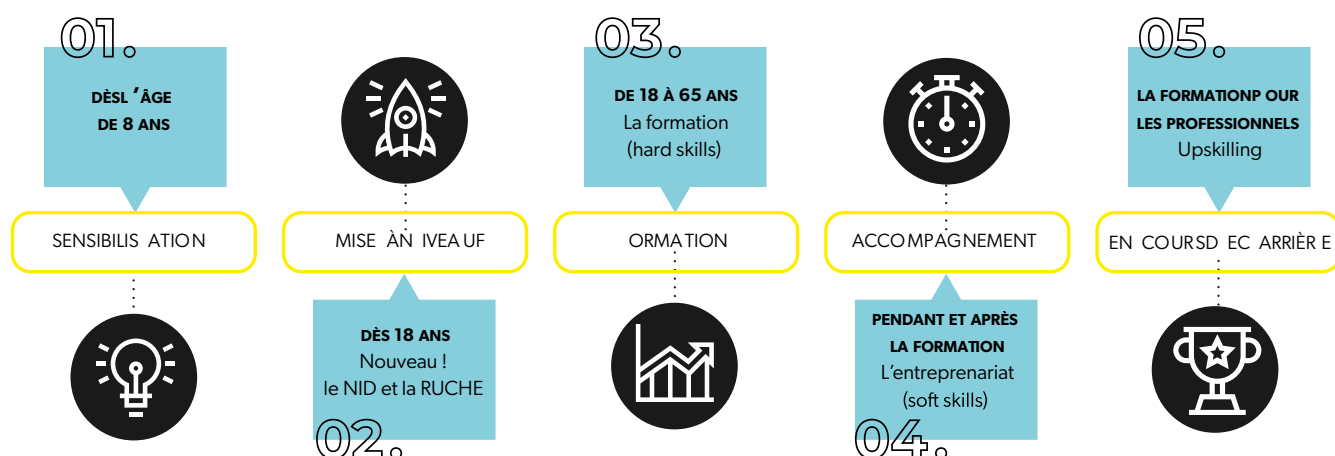 01.
DÈSL 'ÂGE
DE 8 ANS
SENSIBILIS ATION
MISE ÀN IVEAUF
DÈS 18 ANS
Nouveau !
le NID et la RUCHE
02.
03.
DE 18 À 65 ANS
La formation
(hard skills)
ORMATION
ACCOMPAGNEMENT
PENDANT ET APRÈS
LA FORMATION
L'entreprenariat
(soft skills)
04.
05.
LA FORMATIONP OUR
LES PROFESSIONNELS
Upskilling
EN COURSD EC ARRIÈR E